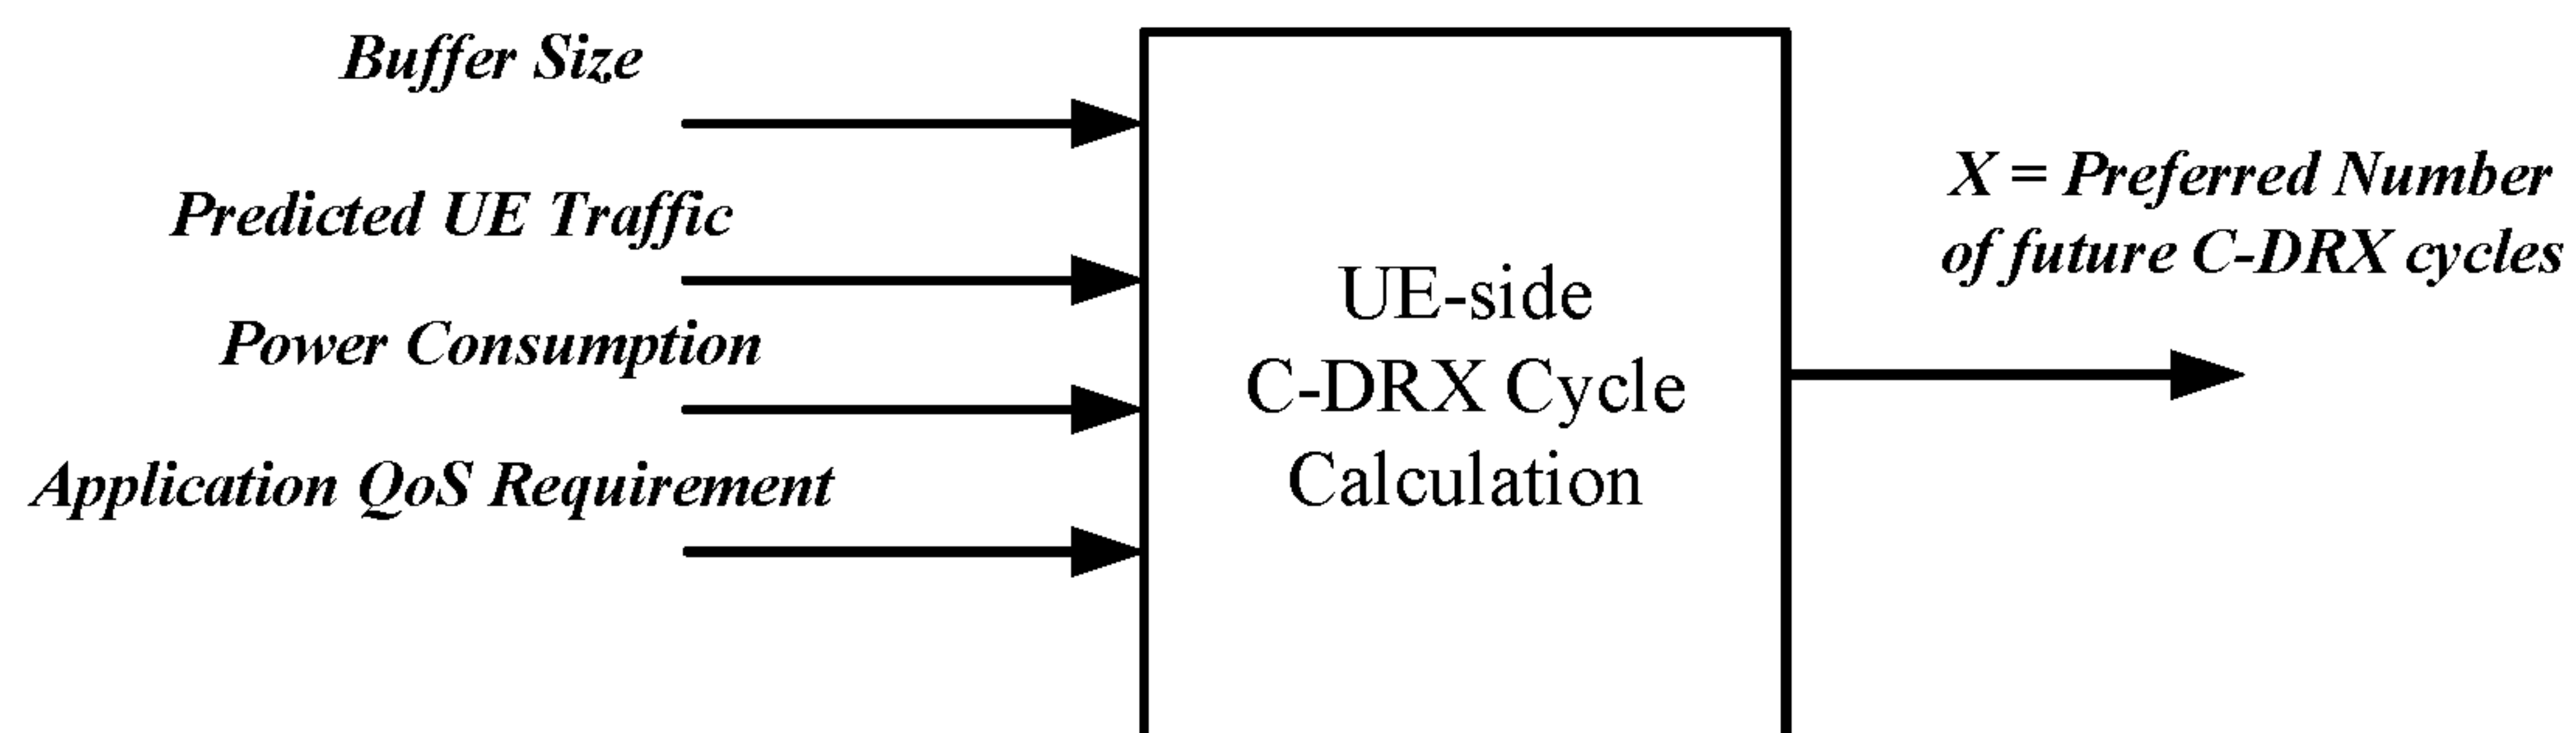 Buffer Size
Predicted UE Traffic
Power Consumption
Application QoS Requirement
UE-side
C-DRX Cycle
Calculation
X = Preferred Number
of future C-DRX cycles